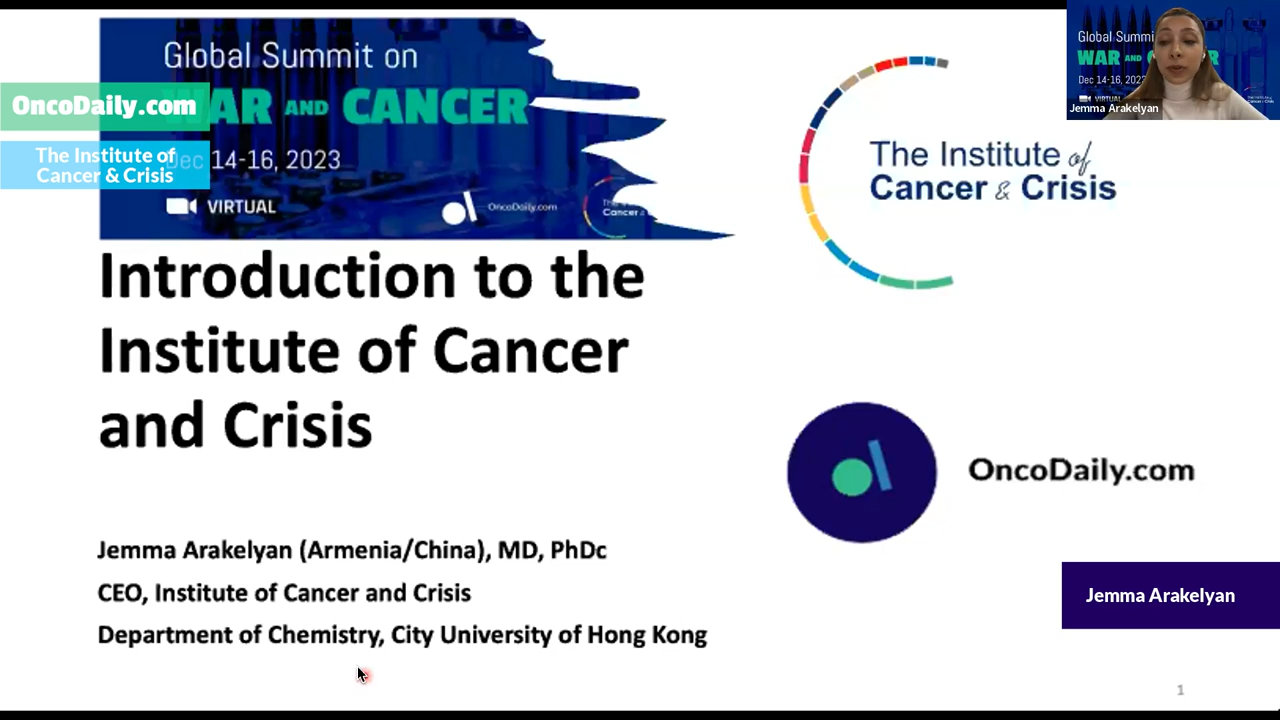 Global Summit on
WAR AND CANCER
Dec 14-16, 2023
VIRTUAL
OncoDaily.com
Cancer &
OncoDaily.com
The Institute of
Cancer & Crisis
The Institute of
Cancer & Crisis
Global Summi
WAR AND C R
Dec 14-16, 2023
VIRTUAL
Jemma Arakelyan
Introduction to the
Institute of Cancer
and Crisis
OncoDaily.com
Jemma Arakelyan (Armenia/China), MD, PhDc
CEO, Institute of Cancer and Crisis
Department of Chemistry, City University of Hong Kong
Jemma Arakelyan
1